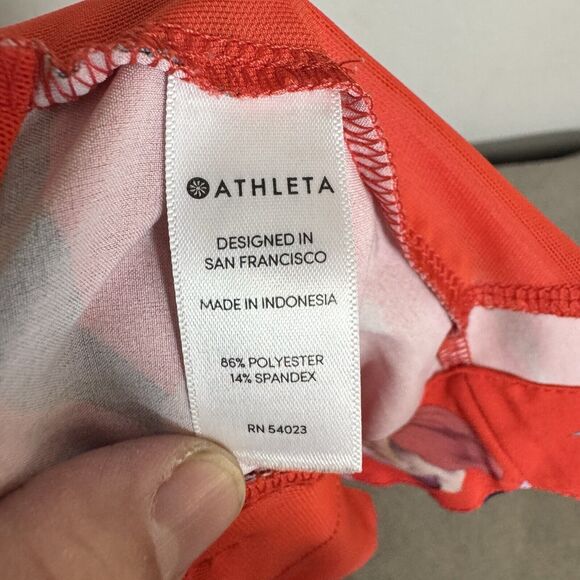 ATHLETA
DESIGNED IN
SAN FRANCISCO
MADE IN INDONESIA
86% POLYESTER
14% SPANDEX
RN 54023